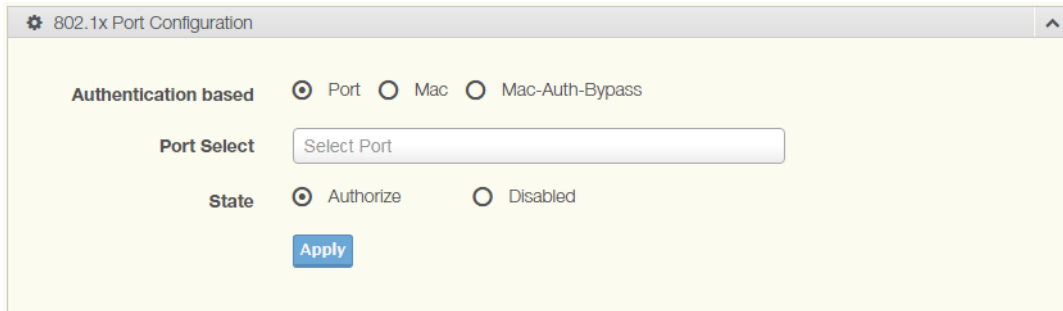 802.1x Port Configuration
Authentication based Port Mac Mac-Auth-Bypass
Port Select Select Port
State Authorize Disabled
Apply